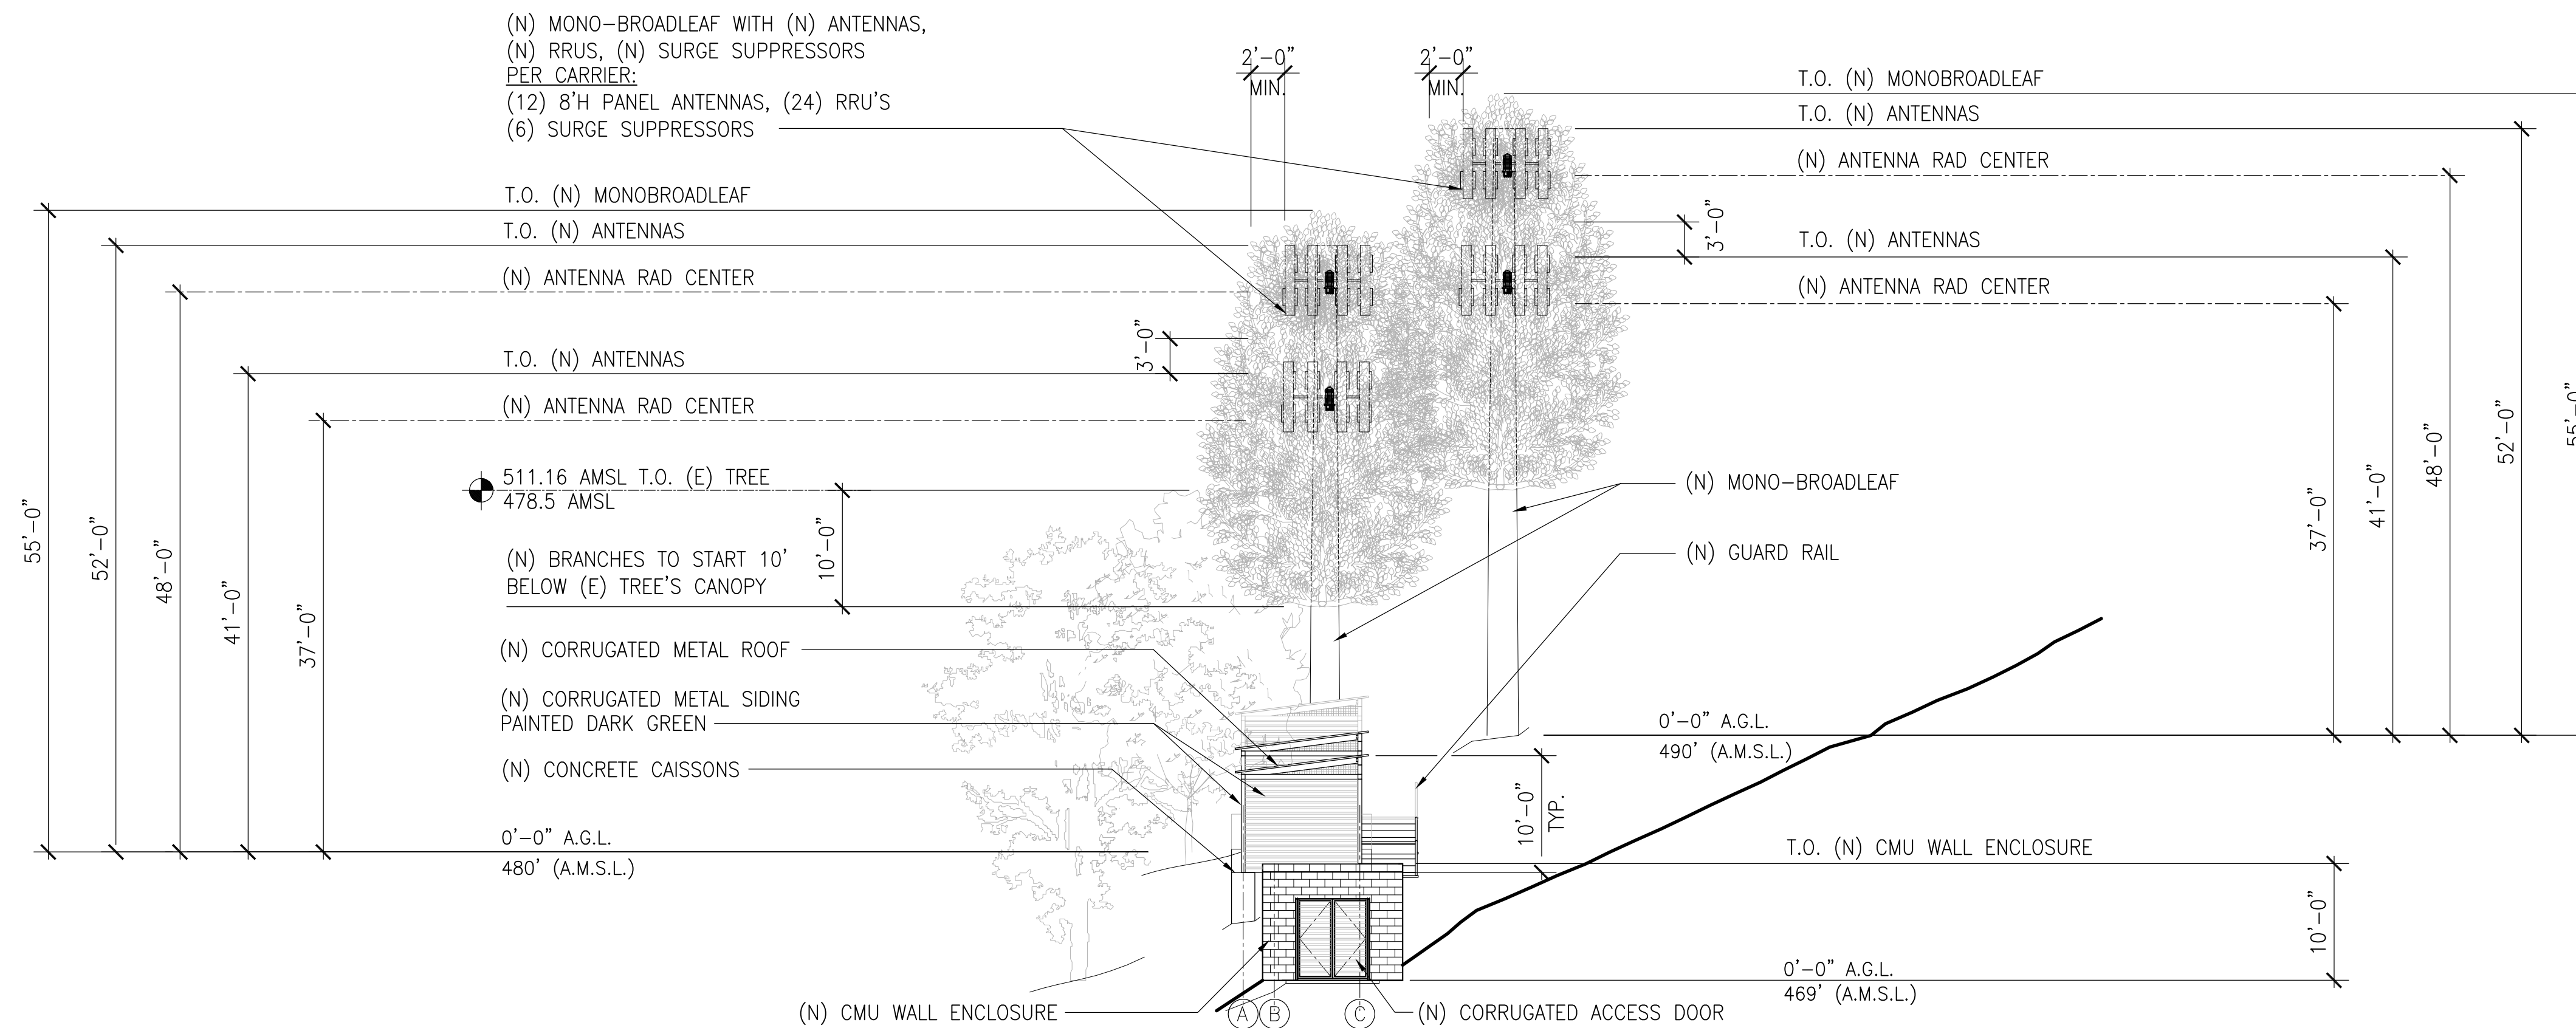 (N) MONO-BROADLEAF WITH (N) ANTENNAS,
(N) RRUS, (N) SURGE SUPPRESSORS
PER CARRIER:
(12) 8'H PANEL ANTENNAS, (24) RRU'S
(6) SURGE SUPPRESSORS
2'-0"
MIN.
2'-0"
MIN.
T.O. (N) MONOBROADLEAF
T.O. (N) ANTENNAS
(N) ANTENNA RAD CENTER
3'-0"
T.O. (N) ANTENNAS
(N) ANTENNA RAD CENTER
T.O. (N) MONOBROADLEAF
T.O. (N) ANTENNAS
(N) ANTENNA RAD CENTER
3'-0"
T.O. (N) ANTENNAS
(N) ANTENNA RAD CENTER
511.16 AMSL T.O. (E) TREE
478.5 AMSL
10'-0"
(N) BRANCHES TO START 10'
BELOW (E) TREE'S CANOPY
55'-0"
52'-0"
48'-0"
41'-0"
37'-0"
(N) MONO-BROADLEAF
(N) GUARD RAIL
37'-0"
41'-0"
48'-0"
52'-0"
55'-0"
(N) CORRUGATED METAL ROOF
(N) CORRUGATED METAL SIDING
PAINTED DARK GREEN
(N) CONCRETE CAISSONS
0'-0" A.G.L.
480' (A.M.S.L.)
0'-0" A.G.L.
490' (A.M.S.L.)
10'-0"
TYP.
T.O. (N) CMU WALL ENCLOSURE
10'-0"
0'-0" A.G.L.
469' (A.M.S.L.)
(N) CMU WALL ENCLOSURE
A B C
(N) CORRUGATED ACCESS DOOR